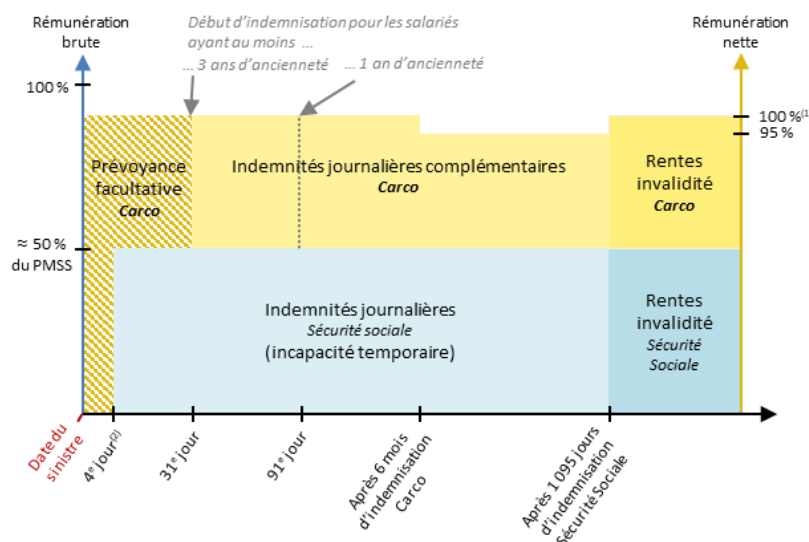 Rémunération
brute
Début d'indemnisation pour les salariés
ayant au moins ...
... 3 ans d'ancienneté
... 1 an d'ancienneté
Rémunération
nette
100 %
100 %(1
95 %
Prévoyance
facultative
Carco
Indemnités journalières complémentaires
Carco
Rentes
invalidité
Carco
≈ 50 %
du PMSS
Indemnités journalières
Sécurité sociale
(incapacité temporaire)
Rentes
invalidité
Sécurité
Sociale
Date du
sinistre
4e jour(2)
31e jour
91e jour
Après 6 mois
d'indemnisation
Carco
Après 1 095 jours
d'indemnisation
Sécurité Sociale